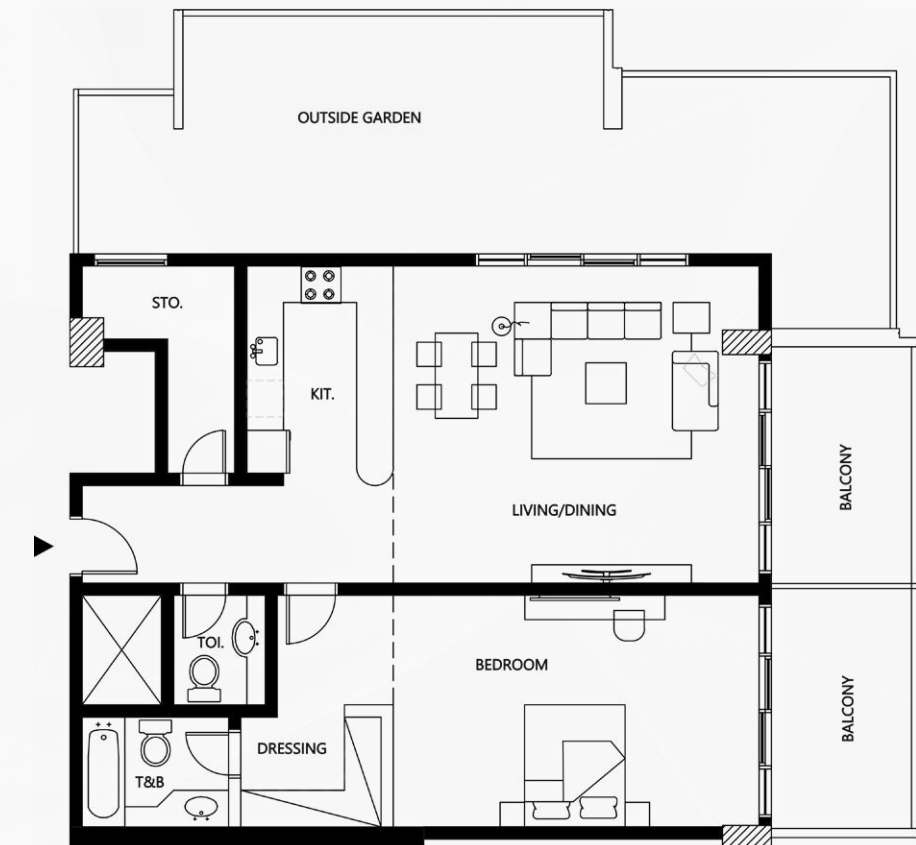 OUTSIDE GARDEN
STO.
KIT.
LIVING/DINING
BALCONY
TOI.
BEDROOM
BALCONY
DRESSING
T&B